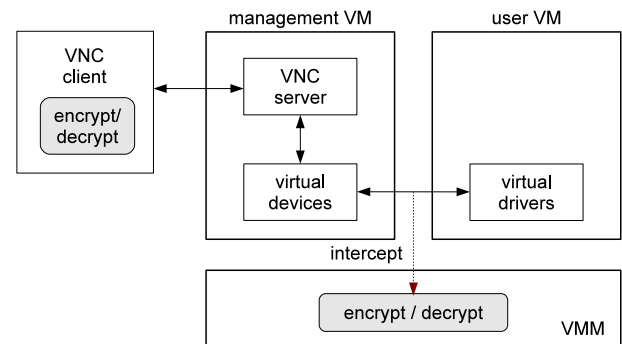 management VM
user VM
VNC
client
encrypt/
decrypt
VNC
server
virtual
devices
virtual
drivers
intercept
encrypt / decrypt
VMM